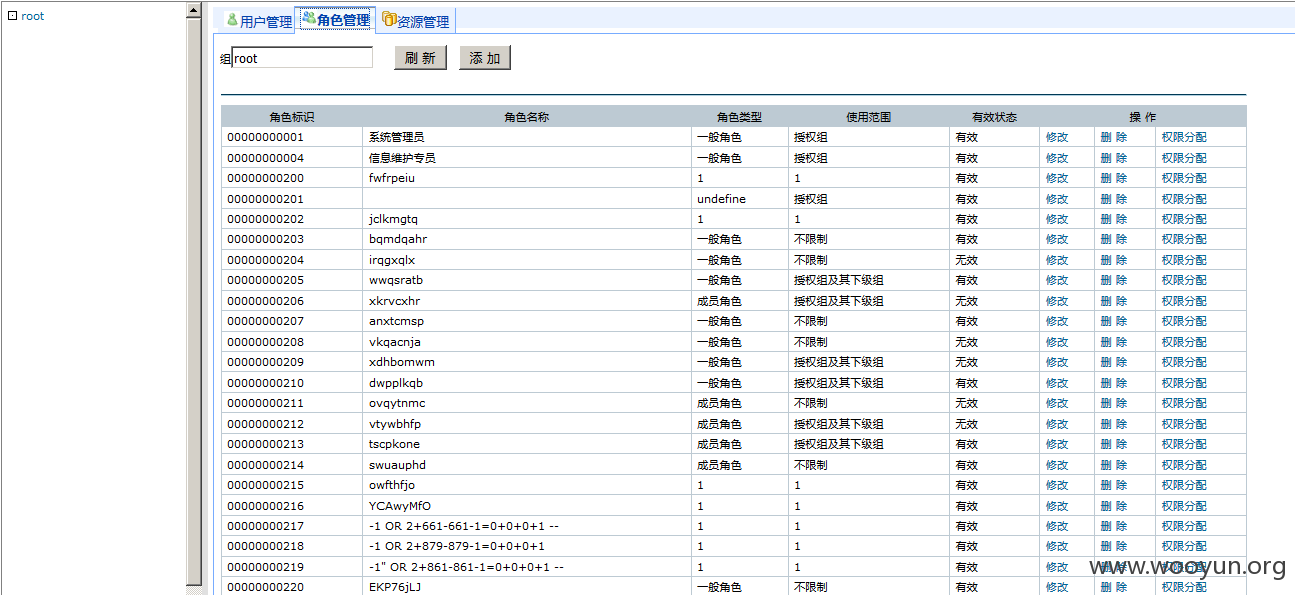 root
用户管理 角色管理 资源管理
组 root 刷 新 添 加
角色标识 角色名称 角色类型 使用范围 有效状态 操 作
00000000001 系统管理员 一般角色 授权组 有效 修改 删 除 权限分配
00000000004 信息维护专员 一般角色 授权组 有效 修改 删 除 权限分配
00000000200 fwfrpeiu 1 1 有效 修改 删 除 权限分配
00000000201 undefine 授权组 有效 修改 删 除 权限分配
00000000202 jclkmgtq 1 1 有效 修改 删 除 权限分配
00000000203 bqmdqahr 一般角色 不限制 有效 修改 删 除 权限分配
00000000204 irqgxqlx 一般角色 不限制 无效 修改 删 除 权限分配
00000000205 wwqsratb 一般角色 授权组及其下级组 有效 修改 删 除 权限分配
00000000206 xkrvcxhr 成员角色 授权组及其下级组 无效 修改 删 除 权限分配
00000000207 anxtcmsp 一般角色 不限制 有效 修改 删 除 权限分配
00000000208 vkqacnja 一般角色 不限制 无效 修改 删 除 权限分配
00000000209 xdhbomwm 一般角色 授权组及其下级组 无效 修改 删 除 权限分配
00000000210 dwpplkqb 一般角色 授权组及其下级组 有效 修改 删 除 权限分配
00000000211 ovqytnmc 成员角色 不限制 无效 修改 删 除 权限分配
00000000212 vtywbhfp 成员角色 授权组及其下级组 无效 修改 删 除 权限分配
00000000213 tscpkone 成员角色 授权组及其下级组 有效 修改 删 除 权限分配
00000000214 swuauphd 成员角色 不限制 有效 修改 删 除 权限分配
00000000215 owfthfjo 1 1 有效 修改 删 除 权限分配
00000000216 YCAwyMfO 1 1 有效 修改 删 除 权限分配
00000000217 -1 OR 2+661-661-1=0+0+0+1 -- 1 1 有效 修改 删 除 权限分配
00000000218 -1 OR 2+879-879-1=0+0+0+1 1 1 有效 修改 删 除 权限分配
00000000219 -1" OR 2+861-861-1=0+0+0+1 -- 1 1 有效 修改 删 除 权限分配
00000000220 EKP76jLJ 一般角色 不限制 有效 修改 删 除 权限分配
www.wooyun.org